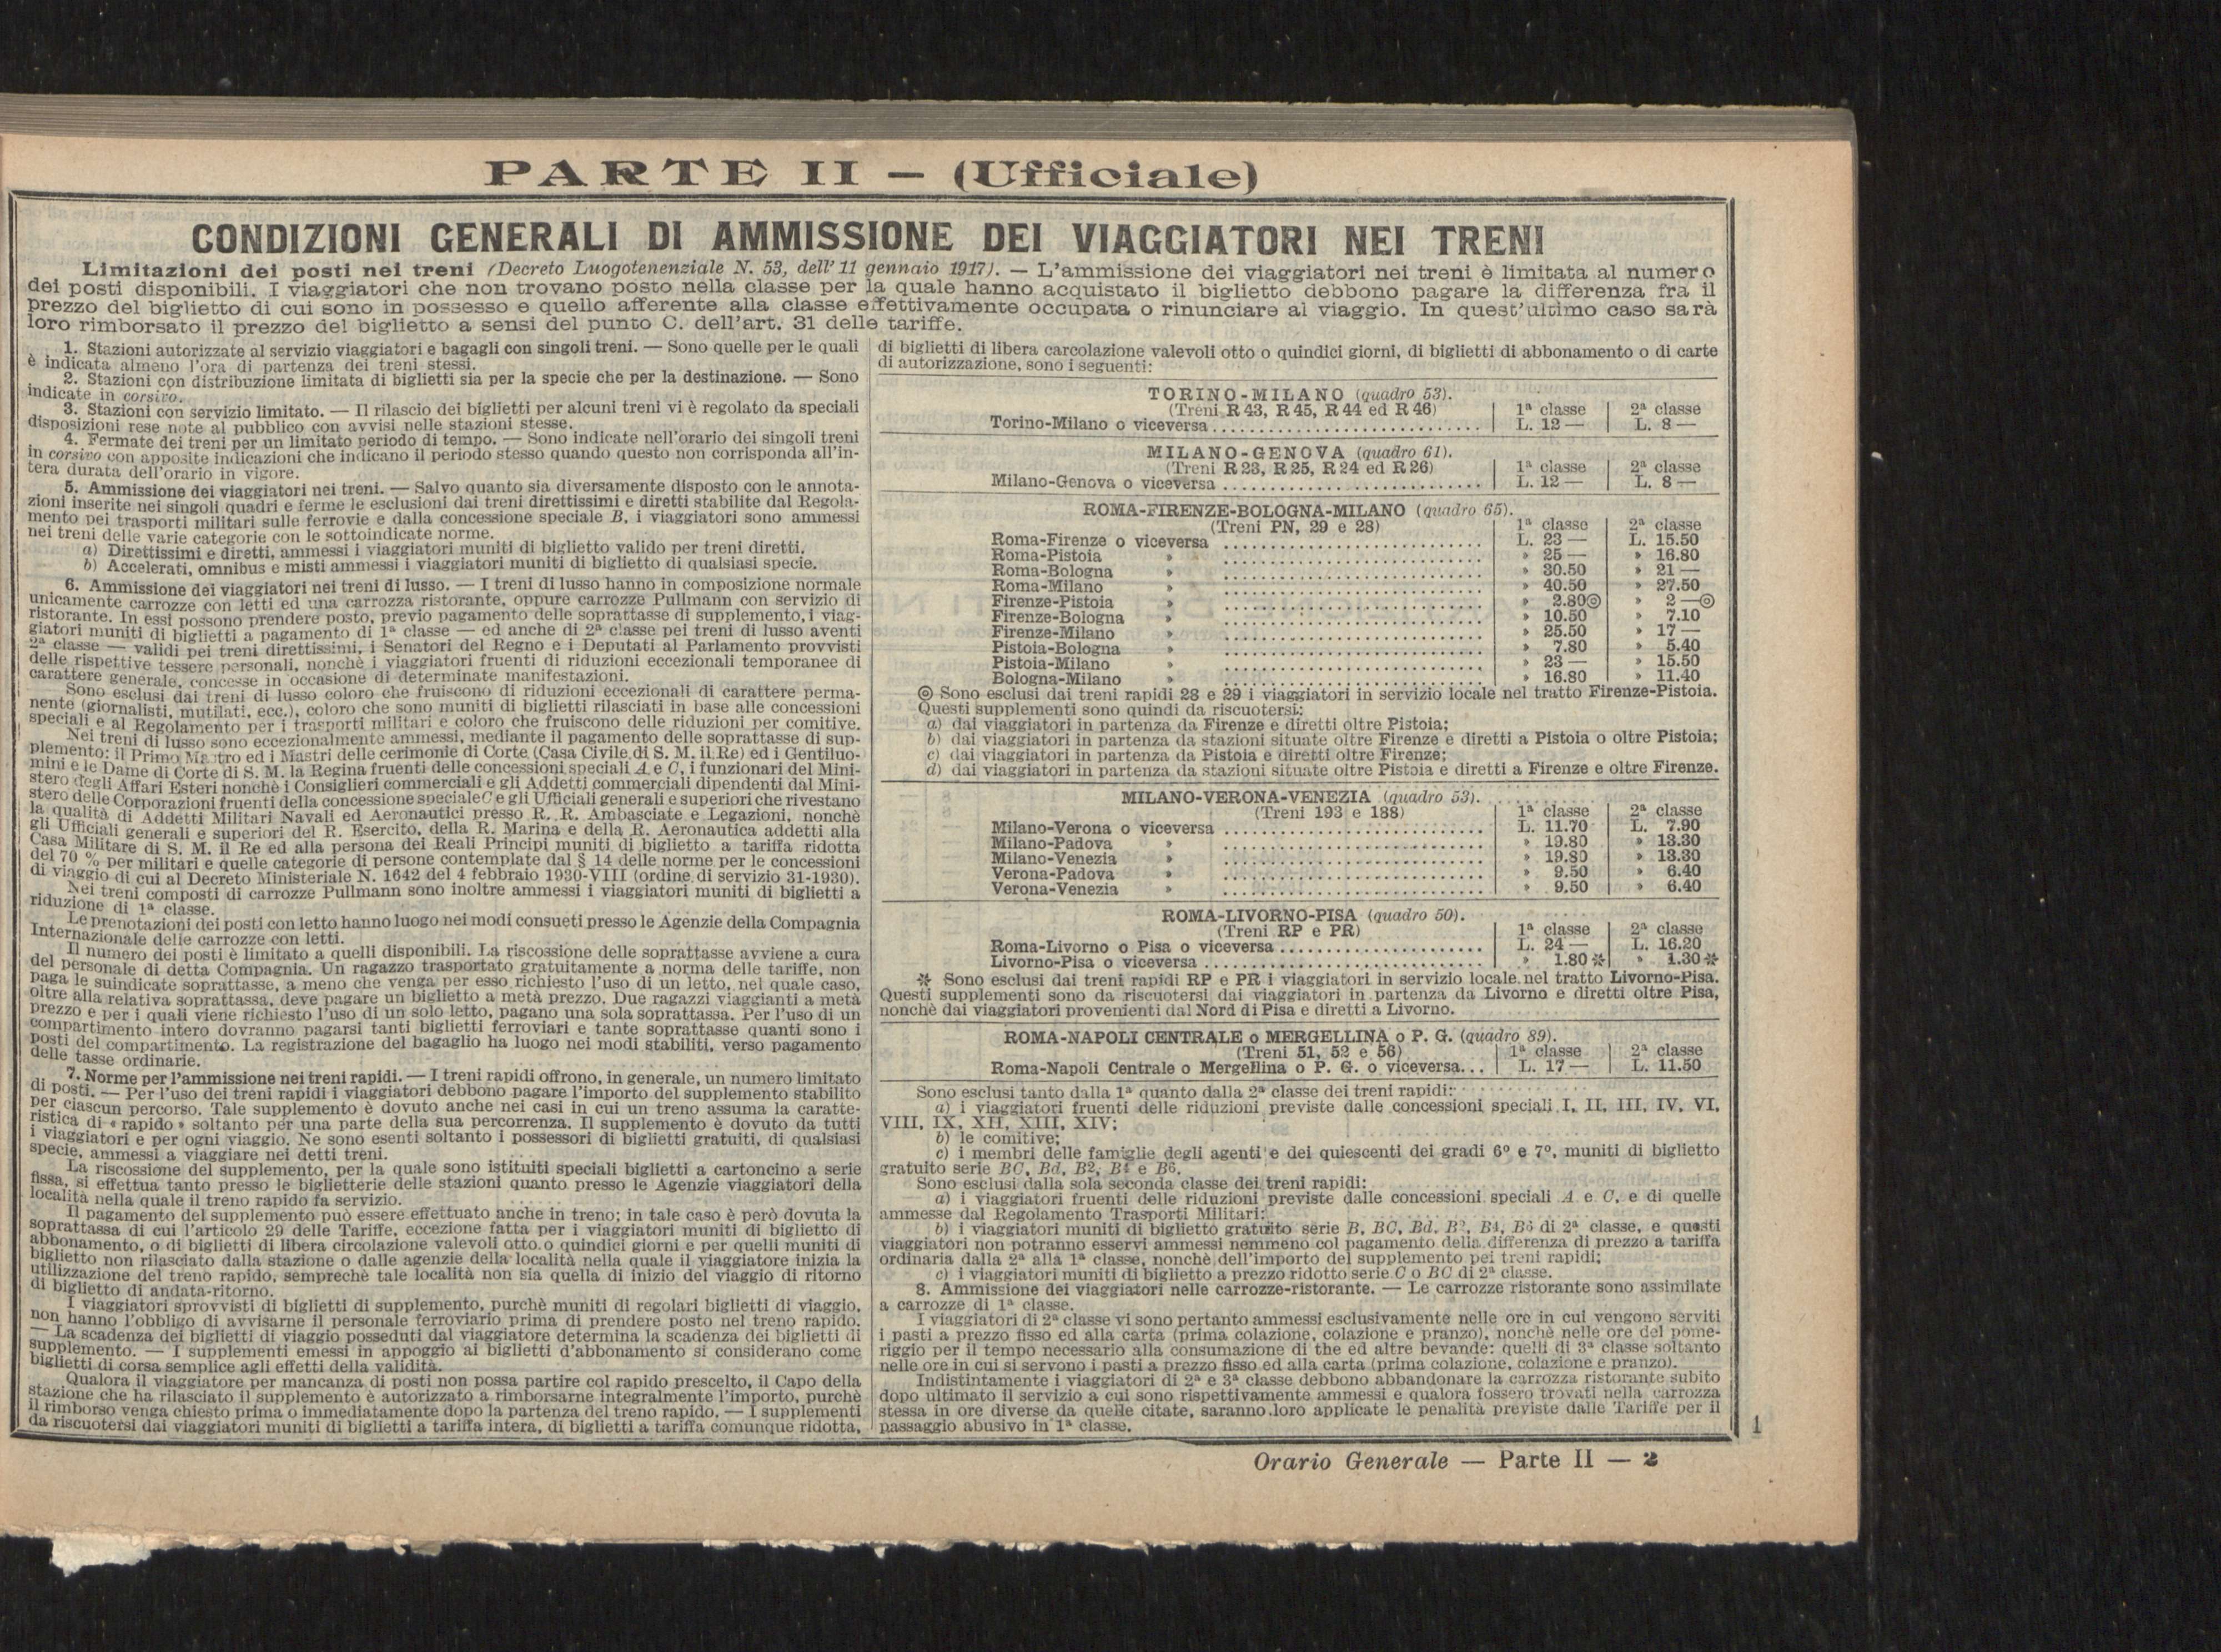 PARTE II — (Ufficiale)
CONDIZIONI GENERALI DI AMMISSIONE DEI VIAGGIATORI NEI TRENI
Limitazioni dei posti nei treni (Decreto Luogotenenziale N. 53, dell' 11 gennaio 1917). — L'ammissione dei viaggiatori nei treni è limitata al numero
dei posti disponibili. I viaggiatori che non trovano posto nella classe per la quale hanno acquistato il biglietto debbono pagare la differenza fra il
prezzo del biglietto di cui sono in possesso e quello afferente alla classe effettivamente occupata o rinunciare al viaggio. In quest'ultimo caso sarà
loro rimborsato il prezzo del biglietto a sensi del punto C. dell'art. 31 delle tariffe.
1. Stazioni autorizzate al servizio viaggiatori e bagagli con singoli treni. — Sono quelle per le quali
è indicata almeno l'ora di partenza dei treni stessi.
2. Stazioni con distribuzione limitata di biglietti sia per la specie che per la destinazione. — Sono
indicate in corsivo.
3. Stazioni con servizio limitato. — Il rilascio dei biglietti per alcuni treni vi è regolato da speciali
disposizioni rese note al pubblico con avvisi nelle stazioni stesse.
4. Fermate dei treni per un limitato periodo di tempo. — Sono indicate nell'orario dei singoli treni
in corsivo con apposite indicazioni che indicano il periodo stesso quando questo non corrisponda all'in-
tera durata dell'orario in vigore.
5. Ammissione dei viaggiatori nei treni. — Salvo quanto sia diversamente disposto con le annota-
zioni inserite nei singoli quadri e ferme le esclusioni dai treni direttissimi e diretti stabilite dal Regola-
mento pei trasporti militari sulle ferrovie e dalla concessione speciale B, i viaggiatori sono ammessi
nei treni delle varie categorie con le sottoindicate norme.
a) Direttissimi e diretti, ammessi i viaggiatori muniti di biglietto valido per treni diretti.
b) Accelerati, omnibus e misti ammessi i viaggiatori muniti di biglietto di qualsiasi specie.
6. Ammissione dei viaggiatori nei treni di lusso. — I treni di lusso hanno in composizione normale
unicamente carrozze con letti ed una carrozza ristorante, oppure carrozze Pullmann con servizio di
ristorante. In essi possono prendere posto, previo pagamento delle soprattasse di supplemento, i viag-
giatori muniti di biglietti a pagamento di 1ª classe — ed anche di 2ª classe pei treni di lusso aventi
2ª classe — validi pei treni direttissimi, i Senatori del Regno e i Deputati al Parlamento provvisti
delle rispettive tessere personali, nonchè i viaggiatori fruenti di riduzioni eccezionali temporanee di
carattere generale, concesse in occasione di determinate manifestazioni.
Sono esclusi dai treni di lusso coloro che fruiscono di riduzioni eccezionali di carattere perma-
nente (giornalisti, mutilati, ecc.), coloro che sono muniti di biglietti rilasciati in base alle concessioni
speciali e al Regolamento per i trasporti militari e coloro che fruiscono delle riduzioni per comitive.
Nei treni di lusso sono eccezionalmente ammessi, mediante il pagamento delle soprattasse di sup-
plemento: il Primo Mastro ed i Mastri delle cerimonie di Corte (Casa Civile di S. M. il Re) ed i Gentiluo-
mini e le Dame di Corte di S. M. la Regina fruenti delle concessioni speciali A e C, i funzionari del Mini-
stero degli Affari Esteri nonchè i Consiglieri commerciali e gli Addetti commerciali dipendenti dal Mini-
stero delle Corporazioni fruenti della concessione speciale C e gli Ufficiali generali e superiori che rivestano
la qualità di Addetti Militari Navali ed Aeronautici presso R. R. Ambasciate e Legazioni, nonchè
gli Ufficiali generali e superiori del R. Esercito, della R. Marina e della R. Aeronautica addetti alla
Casa Militare di S. M. il Re ed alla persona dei Reali Principi muniti di biglietto a tariffa ridotta
del 70 % per militari e quelle categorie di persone contemplate dal § 14 delle norme per le concessioni
di viaggio di cui al Decreto Ministeriale N. 1642 del 4 febbraio 1930-VIII (ordine di servizio 31-1930).
Nei treni composti di carrozze Pullmann sono inoltre ammessi i viaggiatori muniti di biglietti a
riduzione di 1ª classe.
Le prenotazioni dei posti con letto hanno luogo nei modi consueti presso le Agenzie della Compagnia
Internazionale delle carrozze con letti.
Il numero dei posti è limitato a quelli disponibili. La riscossione delle soprattasse avviene a cura
del personale di detta Compagnia. Un ragazzo trasportato gratuitamente a norma delle tariffe, non
paga le suindicate soprattasse, a meno che venga per esso richiesto l'uso di un letto, nel quale caso,
oltre alla relativa soprattassa, deve pagare un biglietto a metà prezzo. Due ragazzi viaggianti a metà
prezzo e per i quali viene richiesto l'uso di un solo letto, pagano una sola soprattassa. Per l'uso di un
compartimento intero dovranno pagarsi tanti biglietti ferroviari e tante soprattasse quanti sono i
posti del compartimento. La registrazione del bagaglio ha luogo nei modi stabiliti, verso pagamento
delle tasse ordinarie.
7. Norme per l'ammissione nei treni rapidi. — I treni rapidi offrono, in generale, un numero limitato
di posti. — Per l'uso dei treni rapidi i viaggiatori debbono pagare l'importo del supplemento stabilito
per ciascun percorso. Tale supplemento è dovuto anche nei casi in cui un treno assuma la caratte-
ristica di « rapido » soltanto per una parte della sua percorrenza. Il supplemento è dovuto da tutti
i viaggiatori e per ogni viaggio. Ne sono esenti soltanto i possessori di biglietti gratuiti, di qualsiasi
specie, ammessi a viaggiare nei detti treni.
La riscossione del supplemento, per la quale sono istituiti speciali biglietti a cartoncino a serie
fissa, si effettua tanto presso le biglietterie delle stazioni quanto presso le Agenzie viaggiatori della
località nella quale il treno rapido fa servizio.
Il pagamento del supplemento può essere effettuato anche in treno; in tale caso è però dovuta la
soprattassa di cui l'articolo 29 delle Tariffe, eccezione fatta per i viaggiatori muniti di biglietto di
abbonamento, o di biglietti di libera circolazione valevoli otto o quindici giorni e per quelli muniti di
biglietto non rilasciato dalla stazione o dalle agenzie della località nella quale il viaggiatore inizia la
utilizzazione del treno rapido, semprechè tale località non sia quella di inizio del viaggio di ritorno
di biglietto di andata-ritorno.
I viaggiatori sprovvisti di biglietti di supplemento, purchè muniti di regolari biglietti di viaggio,
non hanno l'obbligo di avvisarne il personale ferroviario prima di prendere posto nel treno rapido.
— La scadenza dei biglietti di viaggio posseduti dal viaggiatore determina la scadenza dei biglietti di
supplemento. — I supplementi emessi in appoggio ai biglietti d'abbonamento si considerano come
biglietti di corsa semplice agli effetti della validità.
Qualora il viaggiatore per mancanza di posti non possa partire col rapido prescelto, il Capo della
stazione che ha rilasciato il supplemento è autorizzato a rimborsarne integralmente l'importo, purchè
il rimborso venga chiesto prima o immediatamente dopo la partenza del treno rapido. — I supplementi
da riscuotersi dai viaggiatori muniti di biglietti a tariffa intera, di biglietti a tariffa comunque ridotta,
di biglietti di libera carcolazione valevoli otto o quindici giorni, di biglietti di abbonamento o di carte
di autorizzazione, sono i seguenti:
TORINO-MILANO (quadro 53).
(Treni R 43, R 45, R 44 ed R 46) 1ª classe 2ª classe
Torino-Milano o viceversa L. 12 — L. 8 —
MILANO-GENOVA (quadro 61).
(Treni R 23, R 25, R 24 ed R 26) 1ª classe 2ª classe
Milano-Genova o viceversa L. 12 — L. 8 —
ROMA-FIRENZE-BOLOGNA-MILANO (quadro 65).
(Treni PN, 29 e 28) 1ª classe 2ª classe
Roma-Firenze o viceversa L. 23 — L. 15.50
Roma-Pistoia » » 25 — » 16.80
Roma-Bologna » » 30.50 » 21 —
Roma-Milano » » 40.50 » 27.50
Firenze-Pistoia » » 2.80◎ » 2 —◎
Firenze-Bologna » » 10.50 » 7.10
Firenze-Milano » » 25.50 » 17 —
Pistoia-Bologna » » 7.80 » 5.40
Pistoia-Milano » » 23 — » 15.50
Bologna-Milano » » 16.80 » 11.40
◎ Sono esclusi dai treni rapidi 28 e 29 i viaggiatori in servizio locale nel tratto Firenze-Pistoia.
Questi supplementi sono quindi da riscuotersi:
a) dai viaggiatori in partenza da Firenze e diretti oltre Pistoia;
b) dai viaggiatori in partenza da stazioni situate oltre Firenze e diretti a Pistoia o oltre Pistoia;
c) dai viaggiatori in partenza da Pistoia e diretti oltre Firenze;
d) dai viaggiatori in partenza da stazioni situate oltre Pistoia e diretti a Firenze e oltre Firenze.
MILANO-VERONA-VENEZIA (quadro 53).
(Treni 193 e 188) 1ª classe 2ª classe
Milano-Verona o viceversa L. 11.70 L. 7.90
Milano-Padova » » 19.80 » 13.30
Milano-Venezia » » 19.80 » 13.30
Verona-Padova » » 9.50 » 6.40
Verona-Venezia » » 9.50 » 6.40
ROMA-LIVORNO-PISA (quadro 50).
(Treni RP e PR) 1ª classe 2ª classe
Roma-Livorno o Pisa o viceversa L. 24 — L. 16.20
Livorno-Pisa o viceversa » 1.80 ✻ » 1.30 ✻
✻ Sono esclusi dai treni rapidi RP e PR i viaggiatori in servizio locale nel tratto Livorno-Pisa.
Questi supplementi sono da riscuotersi dai viaggiatori in partenza da Livorno e diretti oltre Pisa,
nonchè dai viaggiatori provenienti dal Nord di Pisa e diretti a Livorno.
ROMA-NAPOLI CENTRALE o MERGELLINA o P. G. (quadro 89).
(Treni 51, 52 e 56) 1ª classe 2ª classe
Roma-Napoli Centrale o Mergellina o P. G. o viceversa... L. 17 — L. 11.50
Sono esclusi tanto dalla 1ª quanto dalla 2ª classe dei treni rapidi:
a) i viaggiatori fruenti delle riduzioni previste dalle concessioni speciali I, II, III, IV, VI,
VIII, IX, XII, XIII, XIV;
b) le comitive;
c) i membri delle famiglie degli agenti e dei quiescenti dei gradi 6º e 7º, muniti di biglietto
gratuito serie BC, Bd, B2, B4 e B6.
Sono esclusi dalla sola seconda classe dei treni rapidi:
a) i viaggiatori fruenti delle riduzioni previste dalle concessioni speciali A e C, e di quelle
ammesse dal Regolamento Trasporti Militari;
b) i viaggiatori muniti di biglietto gratuito serie B, BC, Bd, B2, B4, B6 di 2ª classe, e questi
viaggiatori non potranno esservi ammessi nemmeno col pagamento della differenza di prezzo a tariffa
ordinaria dalla 2ª alla 1ª classe, nonchè dell'importo del supplemento pei treni rapidi;
c) i viaggiatori muniti di biglietto a prezzo ridotto serie C o BC di 2ª classe.
8. Ammissione dei viaggiatori nelle carrozze-ristorante. — Le carrozze ristorante sono assimilate
a carrozze di 1ª classe.
I viaggiatori di 2ª classe vi sono pertanto ammessi esclusivamente nelle ore in cui vengono serviti
i pasti a prezzo fisso ed alla carta (prima colazione, colazione e pranzo), nonchè nelle ore del pome-
riggio per il tempo necessario alla consumazione di the ed altre bevande: quelli di 3ª classe soltanto
nelle ore in cui si servono i pasti a prezzo fisso ed alla carta (prima colazione, colazione e pranzo).
Indistintamente i viaggiatori di 2ª e 3ª classe debbono abbandonare la carrozza ristorante subito
dopo ultimato il servizio a cui sono rispettivamente ammessi e qualora fossero trovati nella carrozza
stessa in ore diverse da quelle citate, saranno loro applicate le penalità previste dalle Tariffe per il
passaggio abusivo in 1ª classe.
1
Orario Generale — Parte II — 2